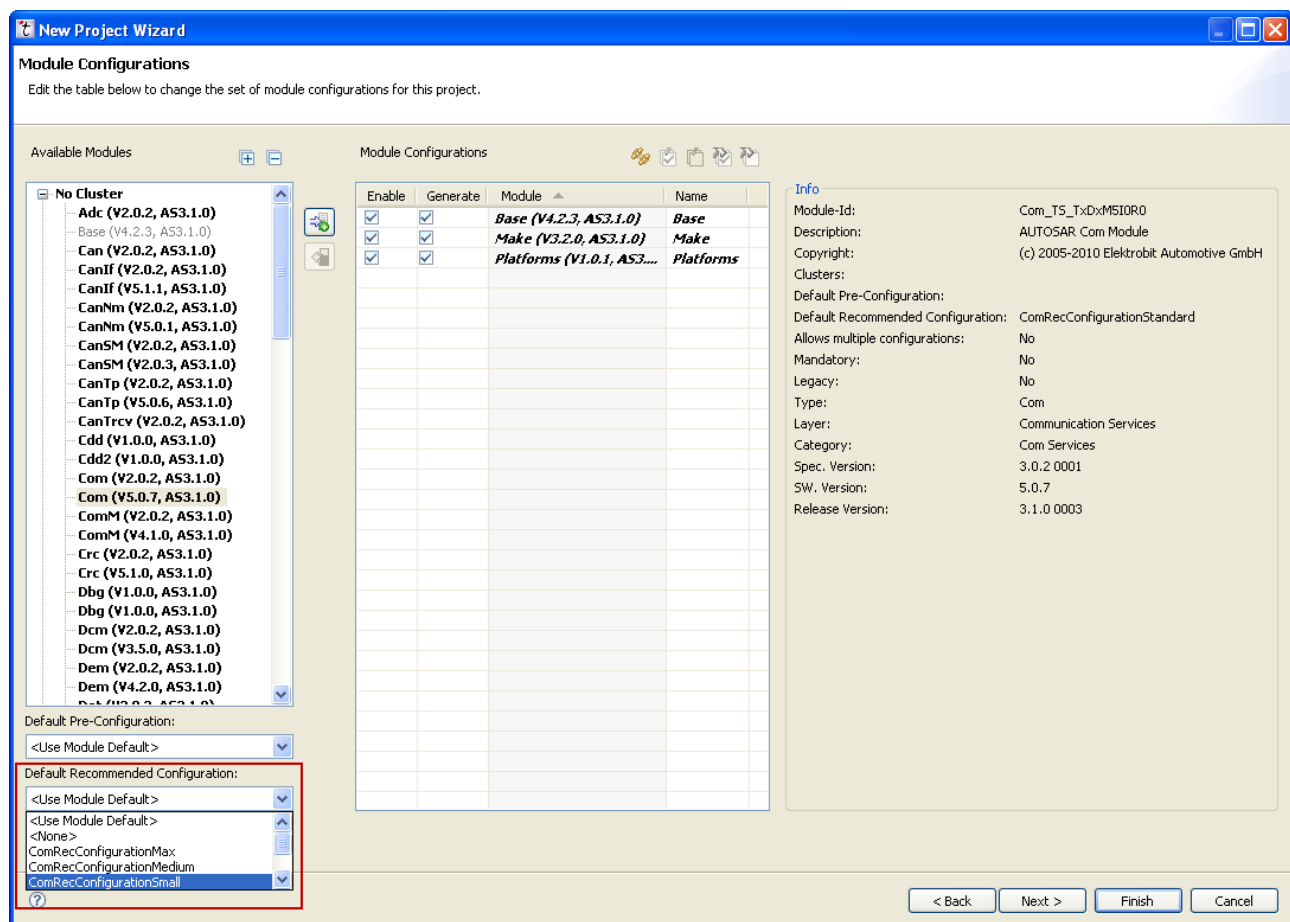 New Project Wizard
Module Configurations
Edit the table below to change the set of module configurations for this project.
Available Modules
No Cluster
Adc (V2.0.2, AS3.1.0)
Base (V4.2.3, AS3.1.0)
Can (V2.0.2, AS3.1.0)
CanIf (V2.0.2, AS3.1.0)
CanIf (V5.1.1, AS3.1.0)
CanNm (V2.0.2, AS3.1.0)
CanNm (V5.0.1, AS3.1.0)
CanSM (V2.0.2, AS3.1.0)
CanSM (V2.0.3, AS3.1.0)
CanTp (V2.0.2, AS3.1.0)
CanTp (V5.0.6, AS3.1.0)
CanTrcv (V2.0.2, AS3.1.0)
Cdd (V1.0.0, AS3.1.0)
Cdd2 (V1.0.0, AS3.1.0)
Com (V2.0.2, AS3.1.0)
Com (V5.0.7, AS3.1.0)
ComM (V2.0.2, AS3.1.0)
ComM (V4.1.0, AS3.1.0)
Crc (V2.0.2, AS3.1.0)
Crc (V5.1.0, AS3.1.0)
Dbg (V1.0.0, AS3.1.0)
Dbg (V1.0.0, AS3.1.0)
Dcm (V2.0.2, AS3.1.0)
Dcm (V3.5.0, AS3.1.0)
Dem (V2.0.2, AS3.1.0)
Dem (V4.2.0, AS3.1.0)
Default Pre-Configuration:
<Use Module Default>
Default Recommended Configuration:
<Use Module Default>
<Use Module Default>
<None>
ComRecConfigurationMax
ComRecConfigurationMedium
ComRecConfigurationSmall
Module Configurations
Enable Generate Module Name
Base (V4.2.3, AS3.1.0) Base
Make (V3.2.0, AS3.1.0) Make
Platforms (V1.0.1, AS3.... Platforms
Info
Module-Id: Com_TS_TxDxM5I0R0
Description: AUTOSAR Com Module
Copyright: (c) 2005-2010 Elektrobit Automotive GmbH
Clusters:
Default Pre-Configuration:
Default Recommended Configuration: ComRecConfigurationStandard
Allows multiple configurations: No
Mandatory: No
Legacy: No
Type: Com
Layer: Communication Services
Category: Com Services
Spec. Version: 3.0.2 0001
SW. Version: 5.0.7
Release Version: 3.1.0 0003
?
< Back Next > Finish Cancel